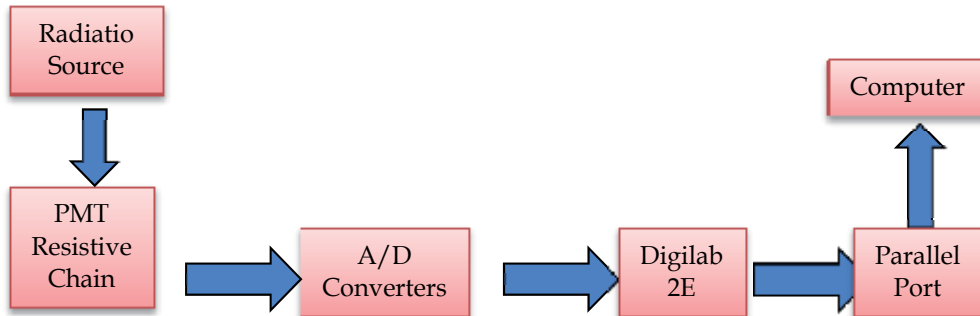 Radiatio
Source
Computer
PMT
Resistive
Chain
A/D
Converters
Digilab
2E
Parallel
Port